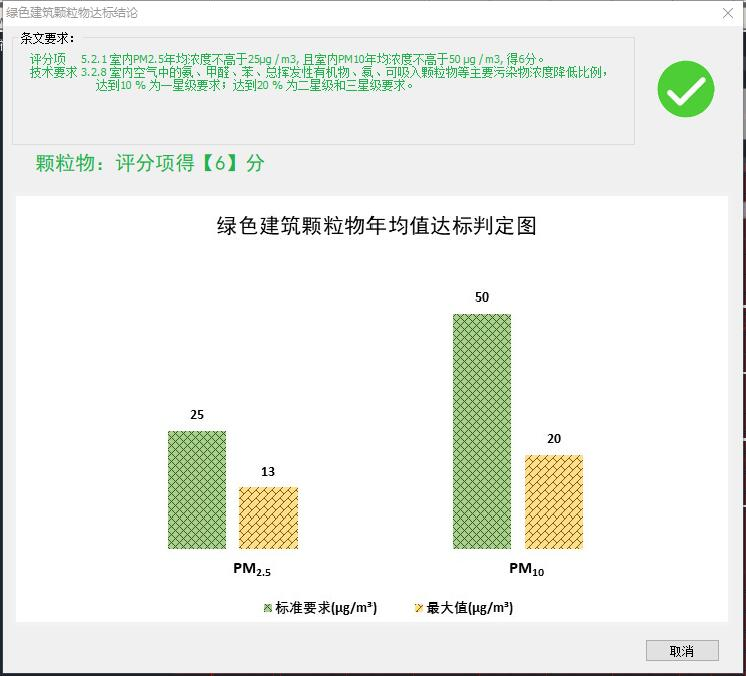 绿色建筑颗粒物达标结论
条文要求：
评分项 5.2.1 室内PM2.5年均浓度不高于25μg / m3, 且室内PM10年均浓度不高于50 μg / m3, 得6分。
技术要求 3.2.8 室内空气中的氨、甲醛、苯、总挥发性有机物、氡、可吸入颗粒物等主要污染物浓度降低比例，
达到10 % 为一星级要求；达到20 % 为二星级和三星级要求。
颗粒物：评分项得【6】分
绿色建筑颗粒物年均值达标判定图
50
25
20
13
PM2.5 PM10
标准要求(μg/m³) 最大值(μg/m³)
取消